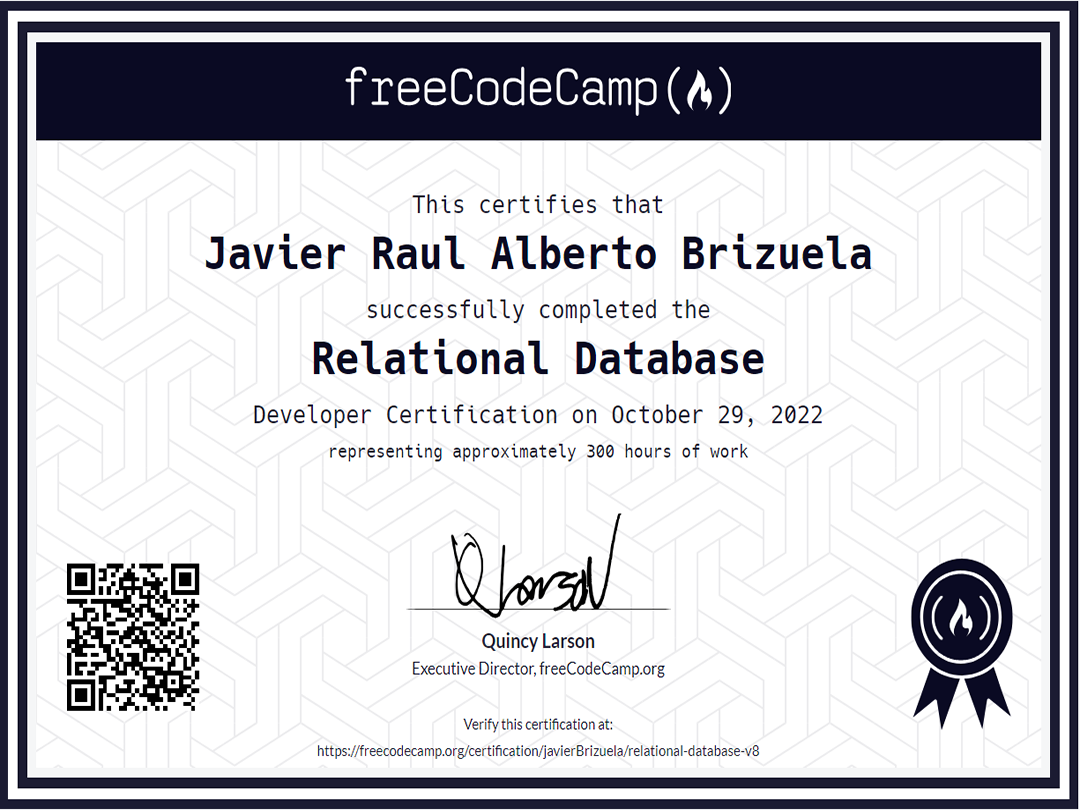 freeCodeCamp
This certifies that
Javier Raul Alberto Brizuela
successfully completed the
Relational Database
Developer Certification on October 29, 2022
representing approximately 300 hours of work
Q Larson
Quincy Larson
Executive Director, freeCodeCamp.org
Verify this certification at:
https://freecodecamp.org/certification/javierBrizuela/relational-database-v8